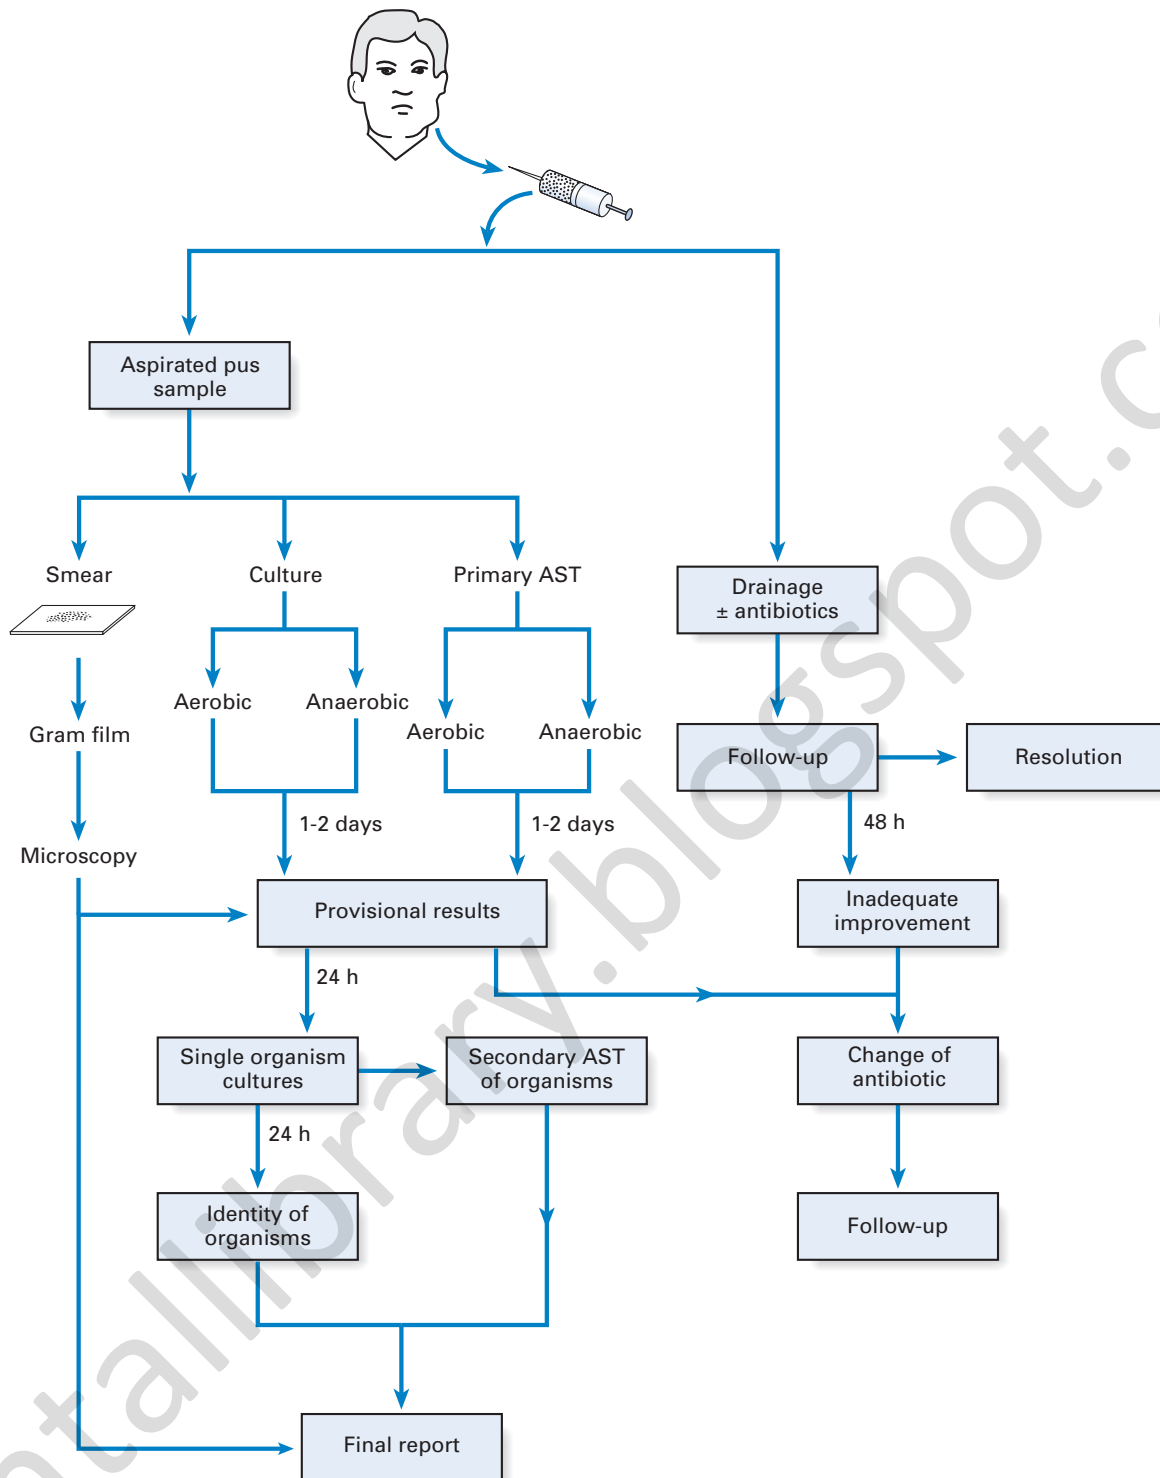 Aspirated pus
sample
Smear
Culture
Primary AST
Drainage
± antibiotics
Aerobic
Anaerobic
Aerobic
Anaerobic
Gram film
Follow-up
Resolution
1-2 days
1-2 days
48 h
Microscopy
Provisional results
Inadequate
improvement
24 h
Single organism
cultures
Secondary AST
of organisms
Change of
antibiotic
24 h
Identity of
organisms
Follow-up
Final report
atallibrary.blogspot.c